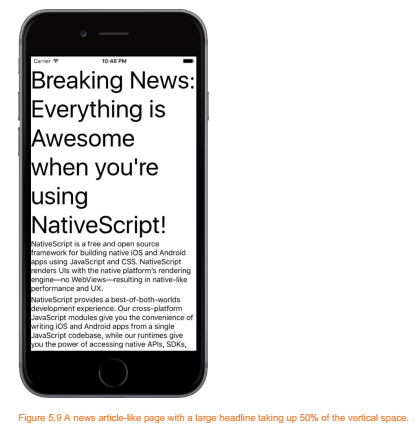 Carrier
10:48 PM
Breaking News:
Everything is
Awesome
when you're
using
NativeScript!
NativeScript is a free and open source
framework for building native iOS and Android
apps using JavaScript and CSS. NativeScript
renders UIs with the native platform's rendering
engine—no WebViews—resulting in native-like
performance and UX.
NativeScript provides a best-of-both-worlds
development experience. Our cross-platform
JavaScript modules give you the convenience of
writing iOS and Android apps from a single
JavaScript codebase, while our runtimes give
you the power of accessing native APIs, SDKs,
Figure 5.9 A news article-like page with a large headline taking up 50% of the vertical space.